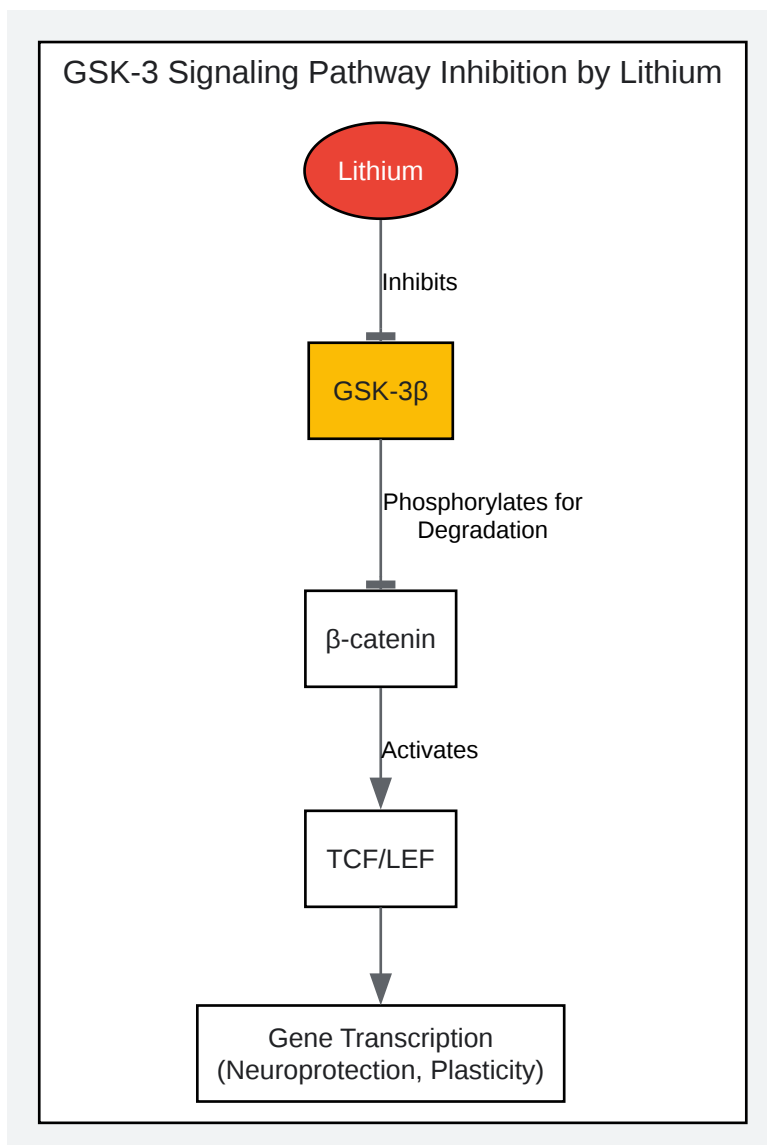 GSK-3 Signaling Pathway Inhibition by Lithium
Lithium
Inhibits
GSK-3β
Phosphorylates for
Degradation
β-catenin
Activates
TCF/LEF
Gene Transcription
(Neuroprotection, Plasticity)